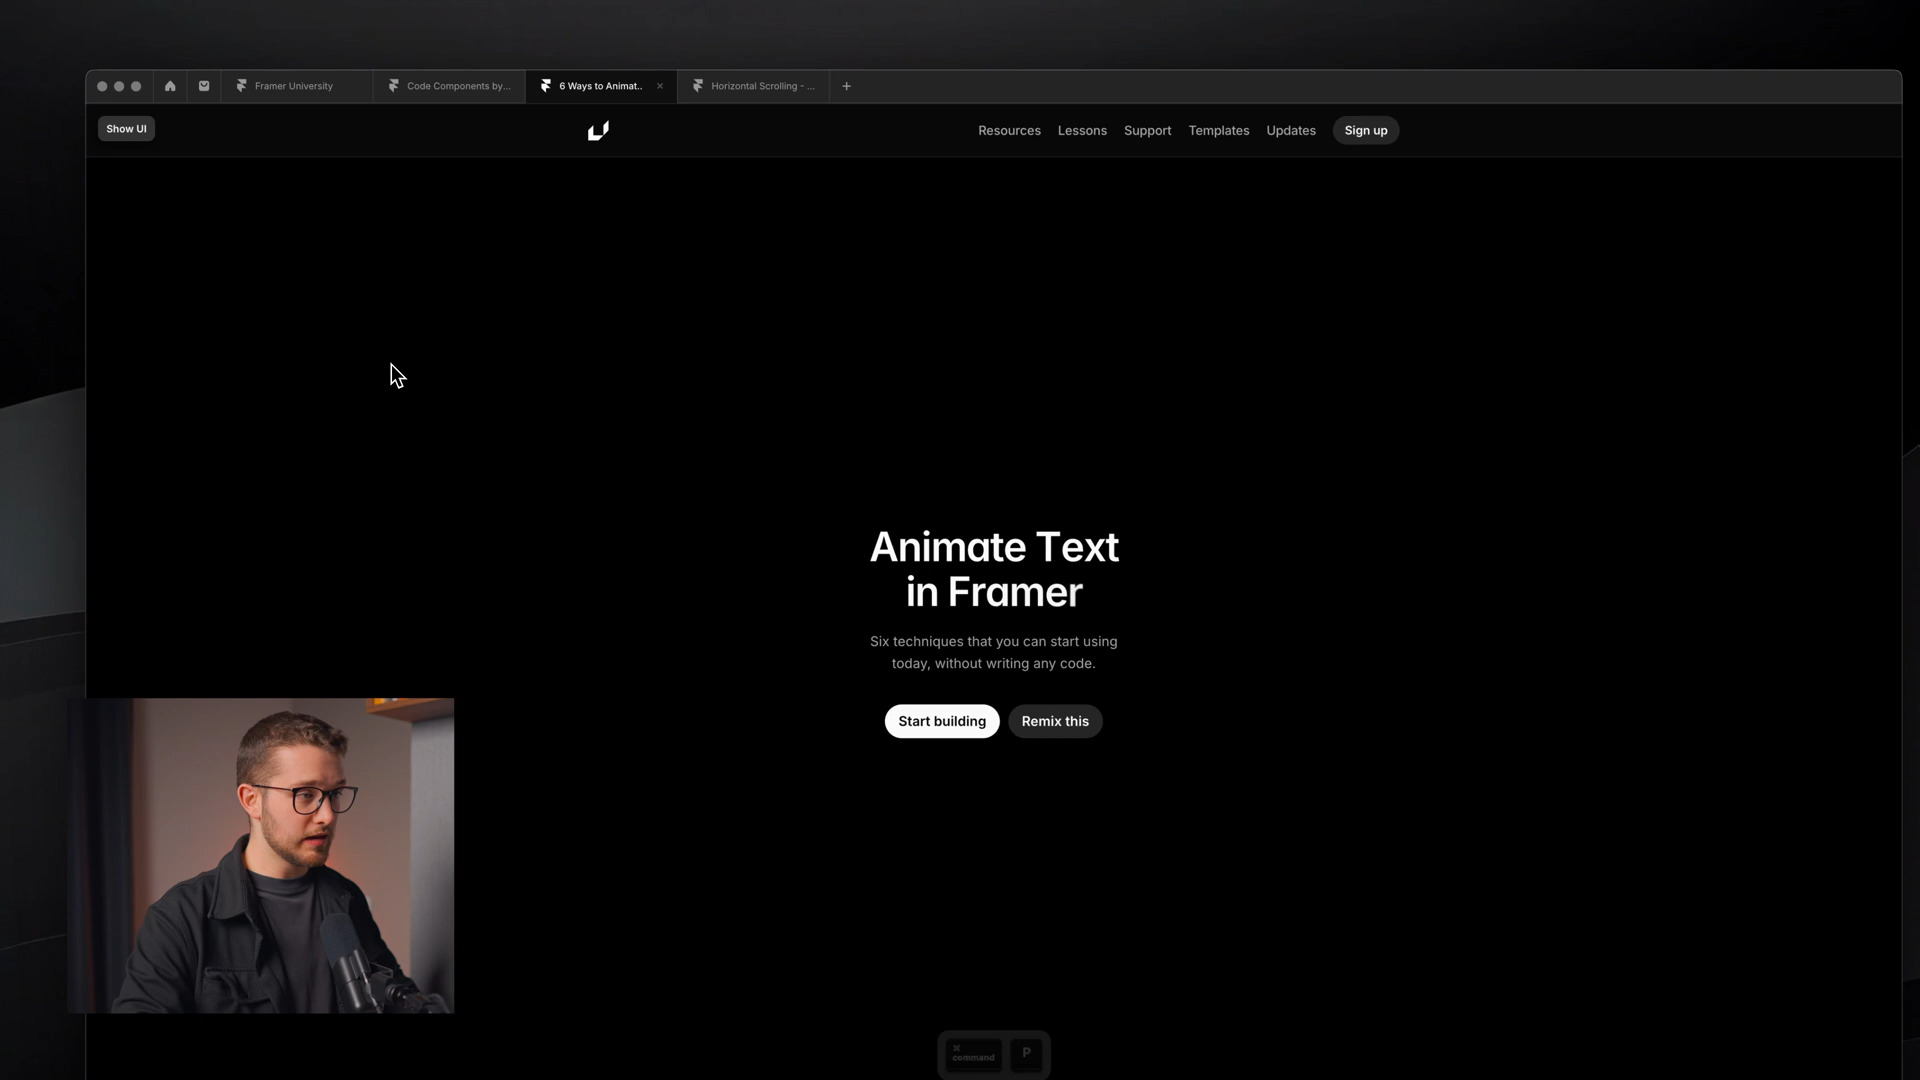 Framer University
Code Components by...
6 Ways to Animat..
Horizontal Scrolling - ...
Show UI
Resources
Lessons
Support
Templates
Updates
Sign up
Animate Text
in Framer
Six techniques that you can start using
today, without writing any code.
Start building
Remix this
⌘
command
P